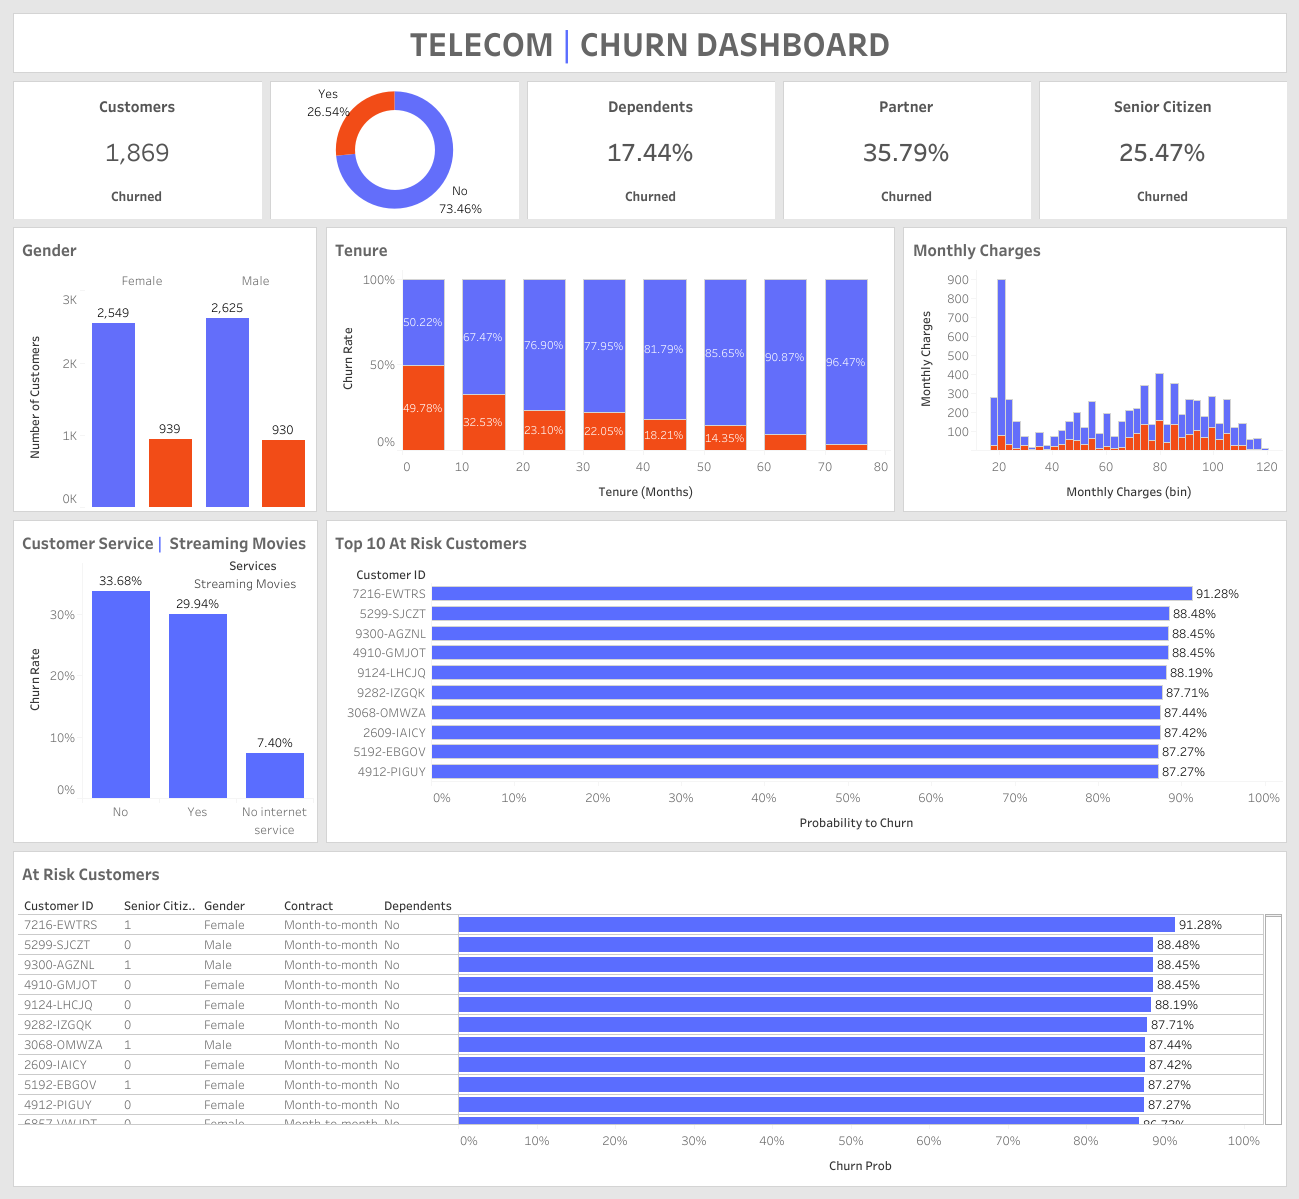 TELECOM | CHURN DASHBOARD
Customers
1,869
Churned
Yes
26.54%
No
73.46%
Dependents
17.44%
Churned
Partner
35.79%
Churned
Senior Citizen
25.47%
Churned
Gender
Female Male
Number of Customers
3K
2K
1K
0K
2,549
939
2,625
930
Tenure
Churn Rate
100%
50%
0%
50.22%
67.47%
76.90%
77.95%
81.79%
85.65%
90.87%
96.47%
49.78%
32.53%
23.10%
22.05%
18.21%
14.35%
0 10 20 30 40 50 60 70 80
Tenure (Months)
Monthly Charges
Monthly Charges
900
800
700
600
500
400
300
200
100
20 40 60 80 100 120
Monthly Charges (bin)
Customer Service | Streaming Movies
Services
Streaming Movies
Churn Rate
30%
20%
10%
0%
33.68%
29.94%
7.40%
No
Yes
No internet
service
Top 10 At Risk Customers
Customer ID
7216-EWTRS 91.28%
5299-SJCZT 88.48%
9300-AGZNL 88.45%
4910-GMJOT 88.45%
9124-LHCJQ 88.19%
9282-IZGQK 87.71%
3068-OMWZA 87.44%
2609-IAICY 87.42%
5192-EBGOV 87.27%
4912-PIGUY 87.27%
0% 10% 20% 30% 40% 50% 60% 70% 80% 90% 100%
Probability to Churn
At Risk Customers
Customer ID Senior Citiz.. Gender Contract Dependents
7216-EWTRS 1 Female Month-to-month No 91.28%
5299-SJCZT 0 Male Month-to-month No 88.48%
9300-AGZNL 1 Male Month-to-month No 88.45%
4910-GMJOT 0 Female Month-to-month No 88.45%
9124-LHCJQ 0 Female Month-to-month No 88.19%
9282-IZGQK 0 Female Month-to-month No 87.71%
3068-OMWZA 1 Male Month-to-month No 87.44%
2609-IAICY 0 Female Month-to-month No 87.42%
5192-EBGOV 1 Female Month-to-month No 87.27%
4912-PIGUY 0 Female Month-to-month No 87.27%
0 Female Month-to-month No
0% 10% 20% 30% 40% 50% 60% 70% 80% 90% 100%
Churn Prob